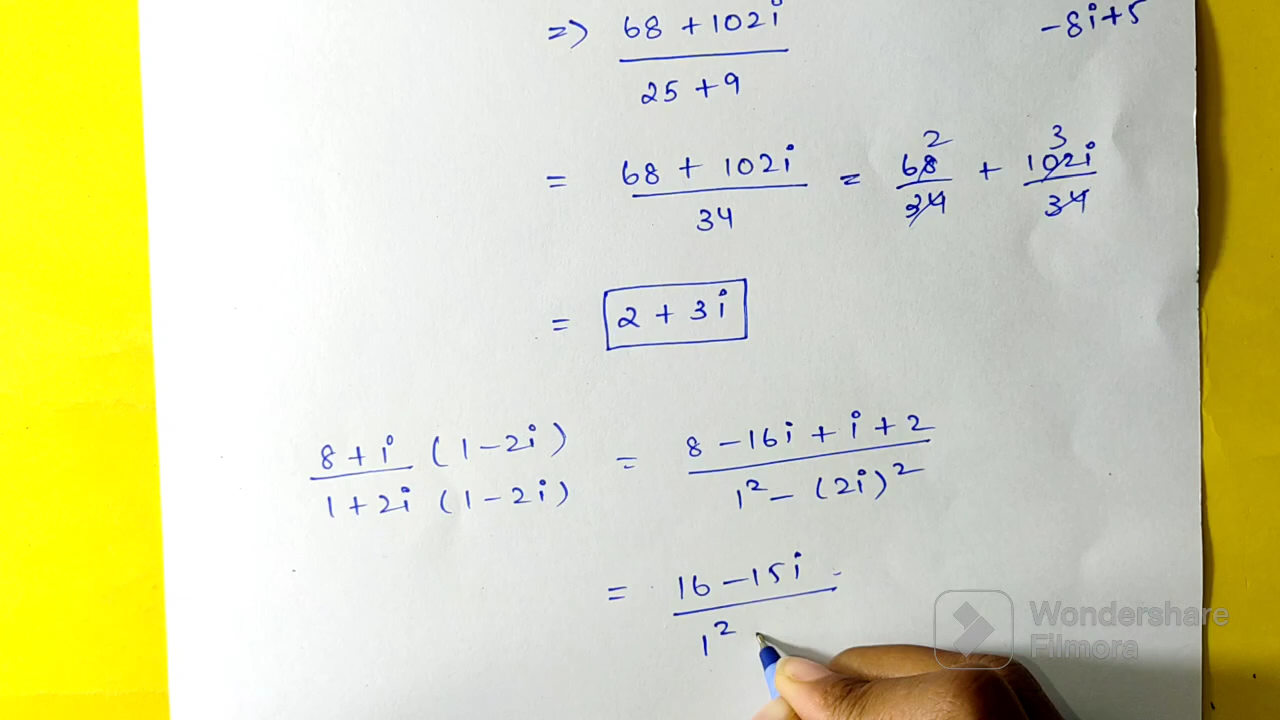 => 68 + 102i / 25 + 9
-8i+5
= 68 + 102i / 34 = 68 2 / 34 + 102i 3 / 34
= 2 + 3i
8 + i (1-2i) / 1+2i (1-2i) = 8 - 16i + i + 2 / 1² - (2i)²
= 16 - 15i / 1²
Wondershare
Filmora